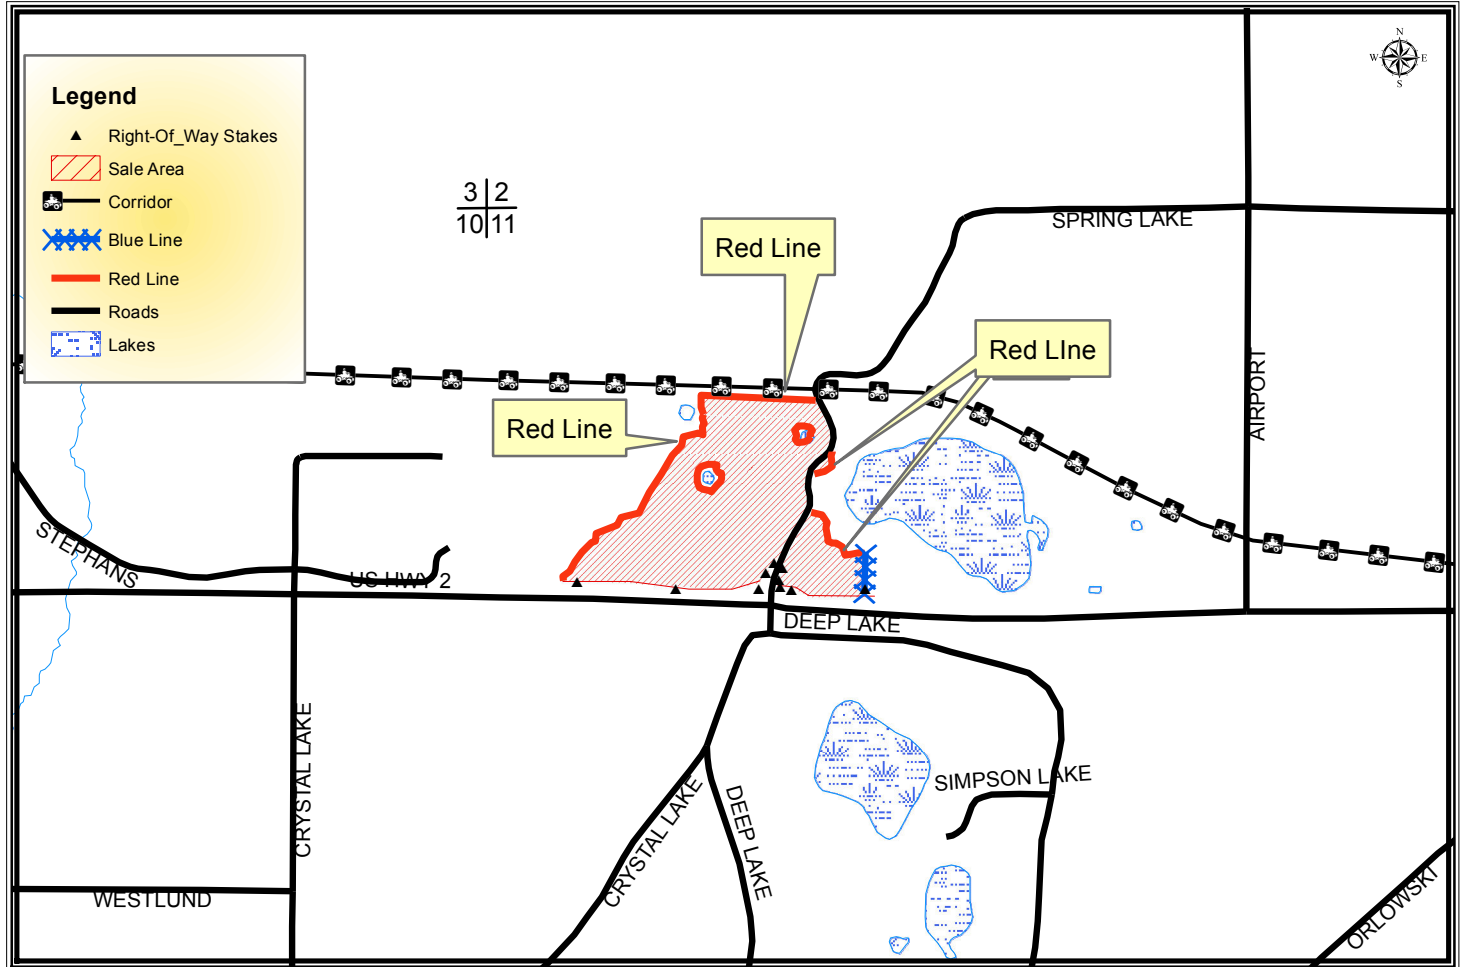 N
W E
S
Legend
Right-Of_Way Stakes
Sale Area
Corridor
Blue Line
Red Line
Roads
Lakes
3 2
10 11
Red Line
SPRING LAKE
Red LIne
AIRPORT
Red Line
STEPHANS
US HWY 2
DEEP LAKE
CRYSTAL LAKE
SIMPSON LAKE
CRYSTAL LAKE
DEEP LAKE
WESTLUND
ORLOWSKI